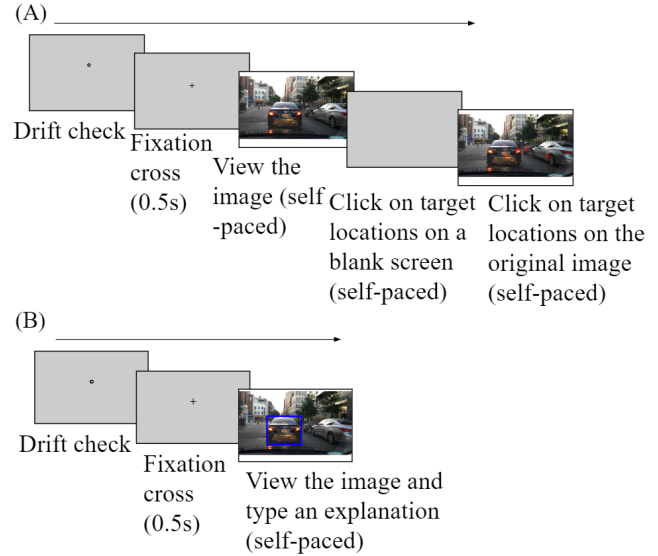 (A)
Drift check
Fixation
cross
(0.5s)
View the
image (self
-paced)
Click on target
locations on a
blank screen
(self-paced)
Click on target
locations on the
original image
(self-paced)
(B)
Drift check
Fixation
cross
(0.5s)
View the image and
type an explanation
(self-paced)